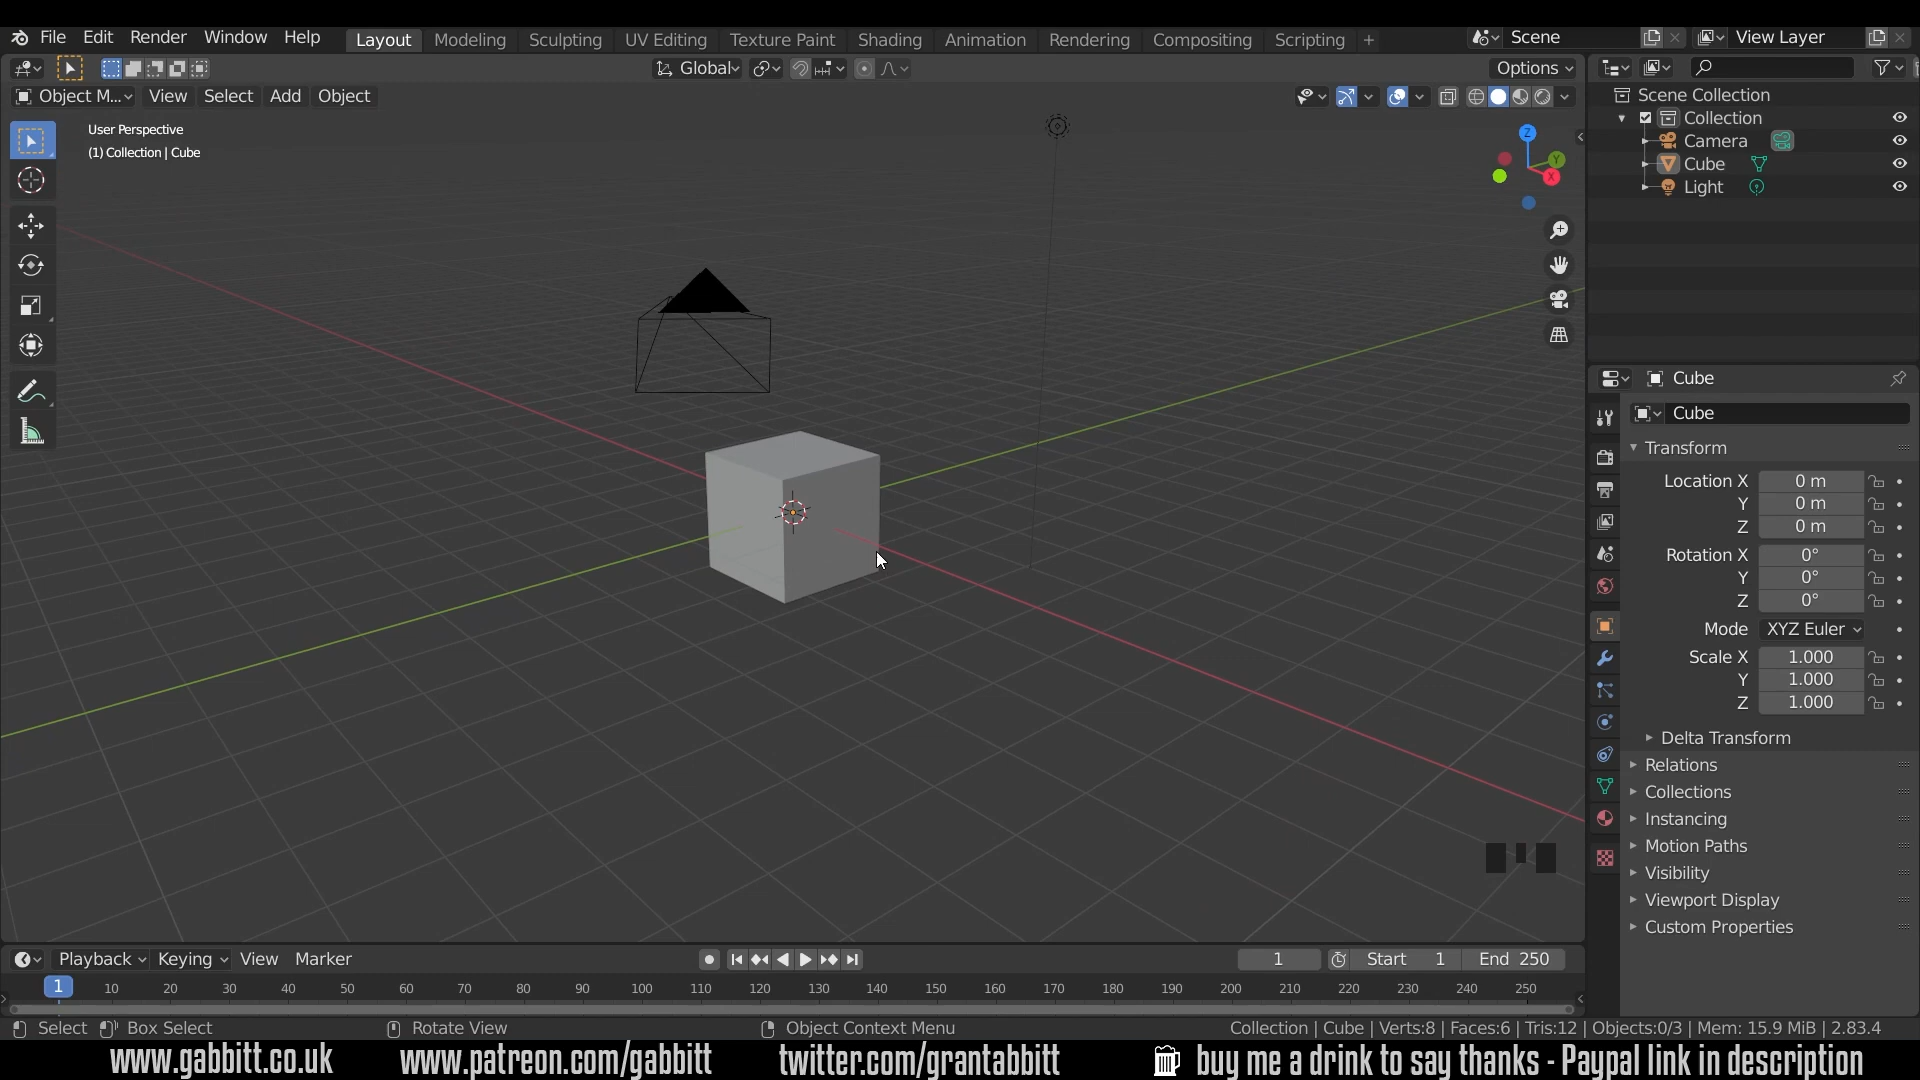 File Edit Render Window Help Layout Modeling Sculpting UV Editing Texture Paint Shading Animation Rendering Compositing Scripting + Scene View Layer
Global Options
Object M... View Select Add Object
User Perspective
(1) Collection | Cube
Z
Y
X
Scene Collection
Collection
Camera
Cube
Light
Cube
Cube
Transform
Location X 0 m
Y 0 m
Z 0 m
Rotation X 0°
Y 0°
Z 0°
Mode XYZ Euler
Scale X 1.000
Y 1.000
Z 1.000
Delta Transform
Relations
Collections
Instancing
Motion Paths
Visibility
Viewport Display
Custom Properties
Playback Keying View Marker 1 Start 1 End 250
1 10 20 30 40 50 60 70 80 90 100 110 120 130 140 150 160 170 180 190 200 210 220 230 240 250
Select Box Select Rotate View Object Context Menu Collection | Cube | Verts:8 | Faces:6 | Tris:12 | Objects:0/3 | Mem: 15.9 MiB | 2.83.4
www.gabbitt.co.uk www.patreon.com/gabbitt twitter.com/grantabbitt buy me a drink to say thanks - Paypal link in description